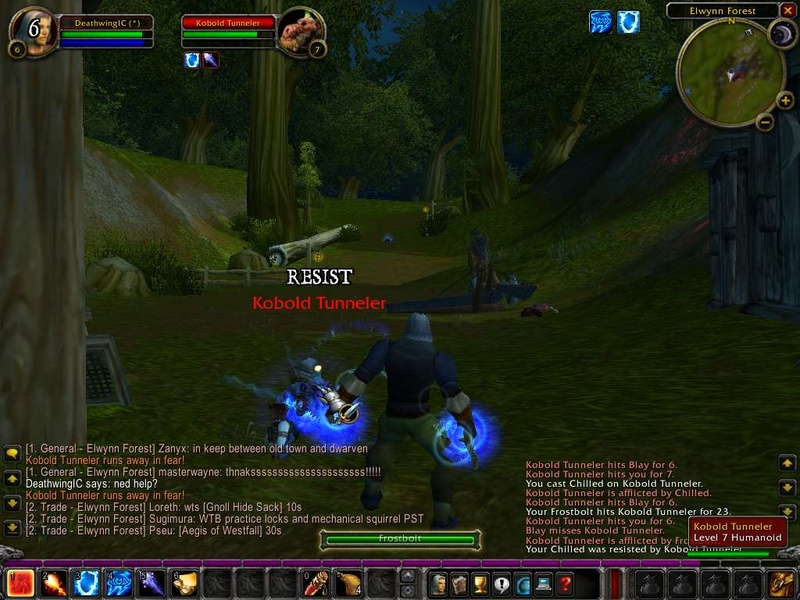 DeathwingIC (*)
6
6
Kobold Tunneler
7
Elwynn Forest
N
RESIST
Kobold Tunneler
[1. General - Elwynn Forest] Zanyx: in keep between old town and dwarven
Kobold Tunneler runs away in fear!
[1. General - Elwynn Forest] masterwayne: thnaksssssssssssssssssssss!!!!!
DeathwingIC says: ned help?
Kobold Tunneler runs away in fear!
[2. Trade - Elwynn Forest] Loreth: wts [Gnoll Hide Sack] 10s
[2. Trade - Elwynn Forest] Sugimura: WTB practice locks and mechanical squirrel PST
[2. Trade - Elwynn Forest] Pseu: [Aegis of Westfall] 30s
Kobold Tunneler hits Blay for 6.
Kobold Tunneler hits you for 7.
You cast Chilled on Kobold Tunneler.
Kobold Tunneler is afflicted by Chilled.
Kobold Tunneler hits Blay for 6.
Your Frostbolt hits Kobold Tunneler for 23.
Kobold Tunneler hits you for 6.
Blay misses Kobold Tunneler.
Kobold Tunneler is afflicted by
Your Chilled was resisted by Kobold Tunneler.
Kobold Tunneler
Level 7 Humanoid
Frostbolt